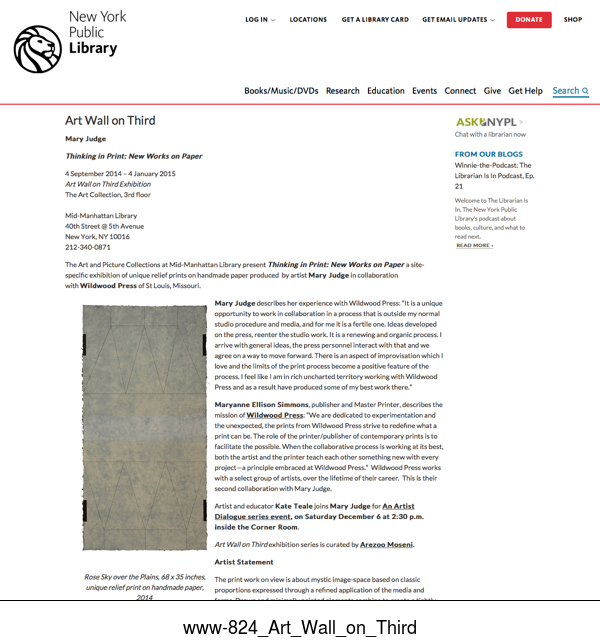 New York
Public
Library
LOG IN
LOCATIONS
GET A LIBRARY CARD
GET EMAIL UPDATES
DONATE
SHOP
Books/Music/DVDs
Research
Education
Events
Connect
Give
Get Help
Search
Art Wall on Third
Mary Judge
Thinking in Print: New Works on Paper
4 September 2014 – 4 January 2015
Art Wall on Third Exhibition
The Art Collection, 3rd floor
Mid-Manhattan Library
40th Street @ 5th Avenue
New York, NY 10016
212-340-0871
The Art and Picture Collections at Mid-Manhattan Library present Thinking in Print: New Works on Paper a site-
specific exhibition of unique relief prints on handmade paper produced by artist Mary Judge in collaboration
with Wildwood Press of St Louis, Missouri.
Mary Judge describes her experience with Wildwood Press: “It is a unique
opportunity to work in collaboration in a process that is outside my normal
studio procedure and media, and for me it is a fertile one. Ideas developed
on the press, reenter the studio work. It is a renewing and organic process. I
arrive with general ideas, the press personnel interact with that and we
agree on a way to move forward. There is an aspect of improvisation which I
love and the limits of the print process become a positive feature of the
process. I feel like I am in rich uncharted territory working with Wildwood
Press and as a result have produced some of my best work there.”
Maryanne Ellison Simmons, publisher and Master Printer, describes the
mission of Wildwood Press: “We are dedicated to experimentation and
the unexpected, the prints from Wildwood Press strive to redefine what a
print can be. The role of the printer/publisher of contemporary prints is to
facilitate the possible. When the collaborative process is working at its best,
both the artist and the printer teach each other something new with every
project—a principle embraced at Wildwood Press.” Wildwood Press works
with a select group of artists, over the lifetime of their career. This is their
second collaboration with Mary Judge.
Artist and educator Kate Teale joins Mary Judge for An Artist
Dialogue series event, on Saturday December 6 at 2:30 p.m.
inside the Corner Room.
Art Wall on Third exhibition series is curated by Arezoo Moseni.
Artist Statement
The print work on view is about mystic image-space based on classic
proportions expressed through a refined application of the media and
Rose Sky over the Plains, 68 x 35 inches,
unique relief print on handmade paper,
2014
ASK NYPL >
Chat with a librarian now
FROM OUR BLOGS
Winnie-the-Podcast: The
Librarian Is In Podcast, Ep.
21
Welcome to The Librarian Is
In, The New York Public
Library's podcast about
books, culture, and what to
read next.
READ MORE ›
www-824_Art_Wall_on_Third